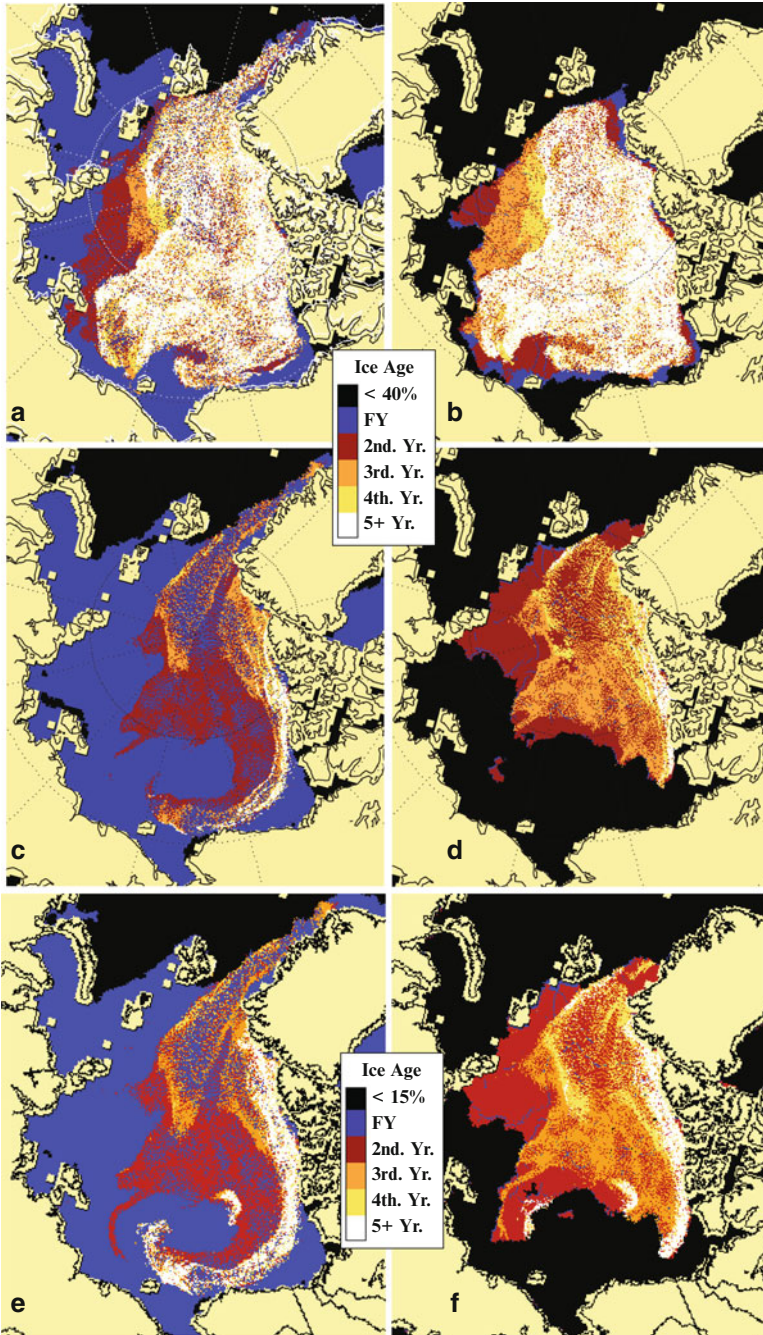 a
b
Ice Age
< 40%
FY
2nd. Yr.
3rd. Yr.
4th. Yr.
5+ Yr.
c
d
Ice Age
< 15%
FY
2nd. Yr.
3rd. Yr.
4th. Yr.
5+ Yr.
e
f